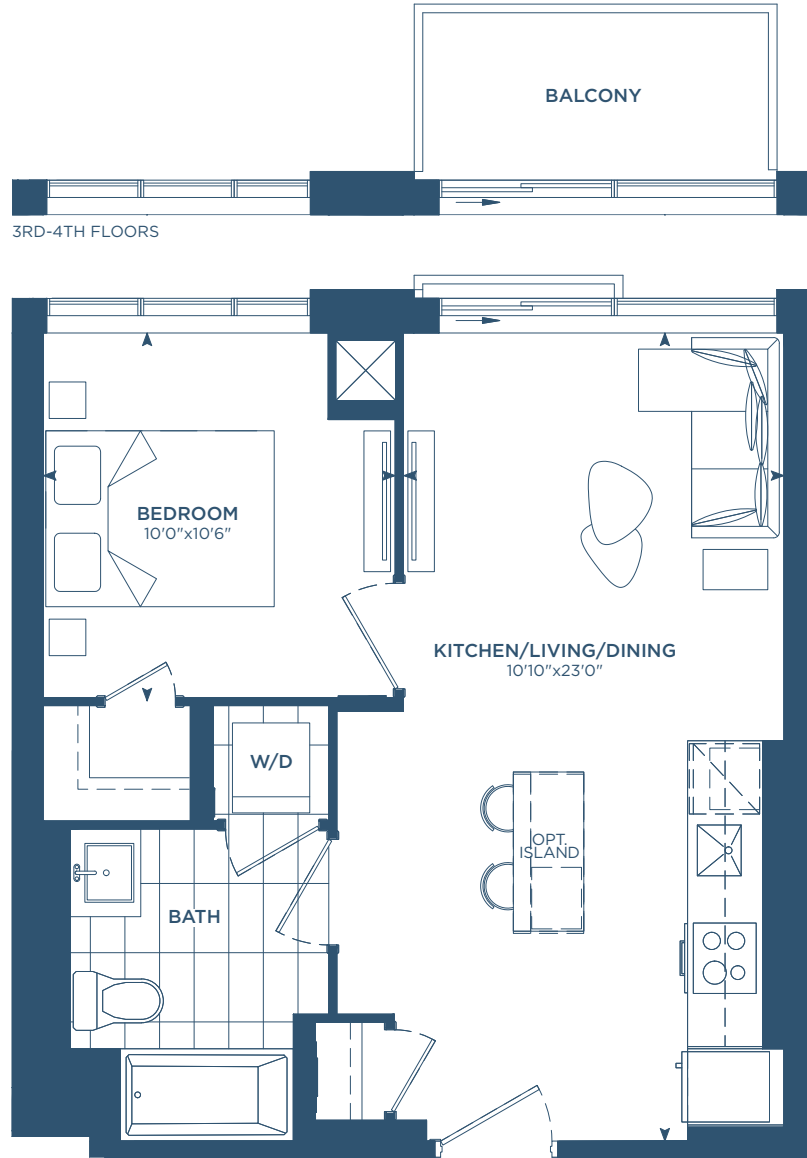 BALCONY
3RD-4TH FLOORS
BEDROOM
10'0"x10'6"
KITCHEN/LIVING/DINING
10'10"x23'0"
W/D
OPT.
ISLAND
BATH